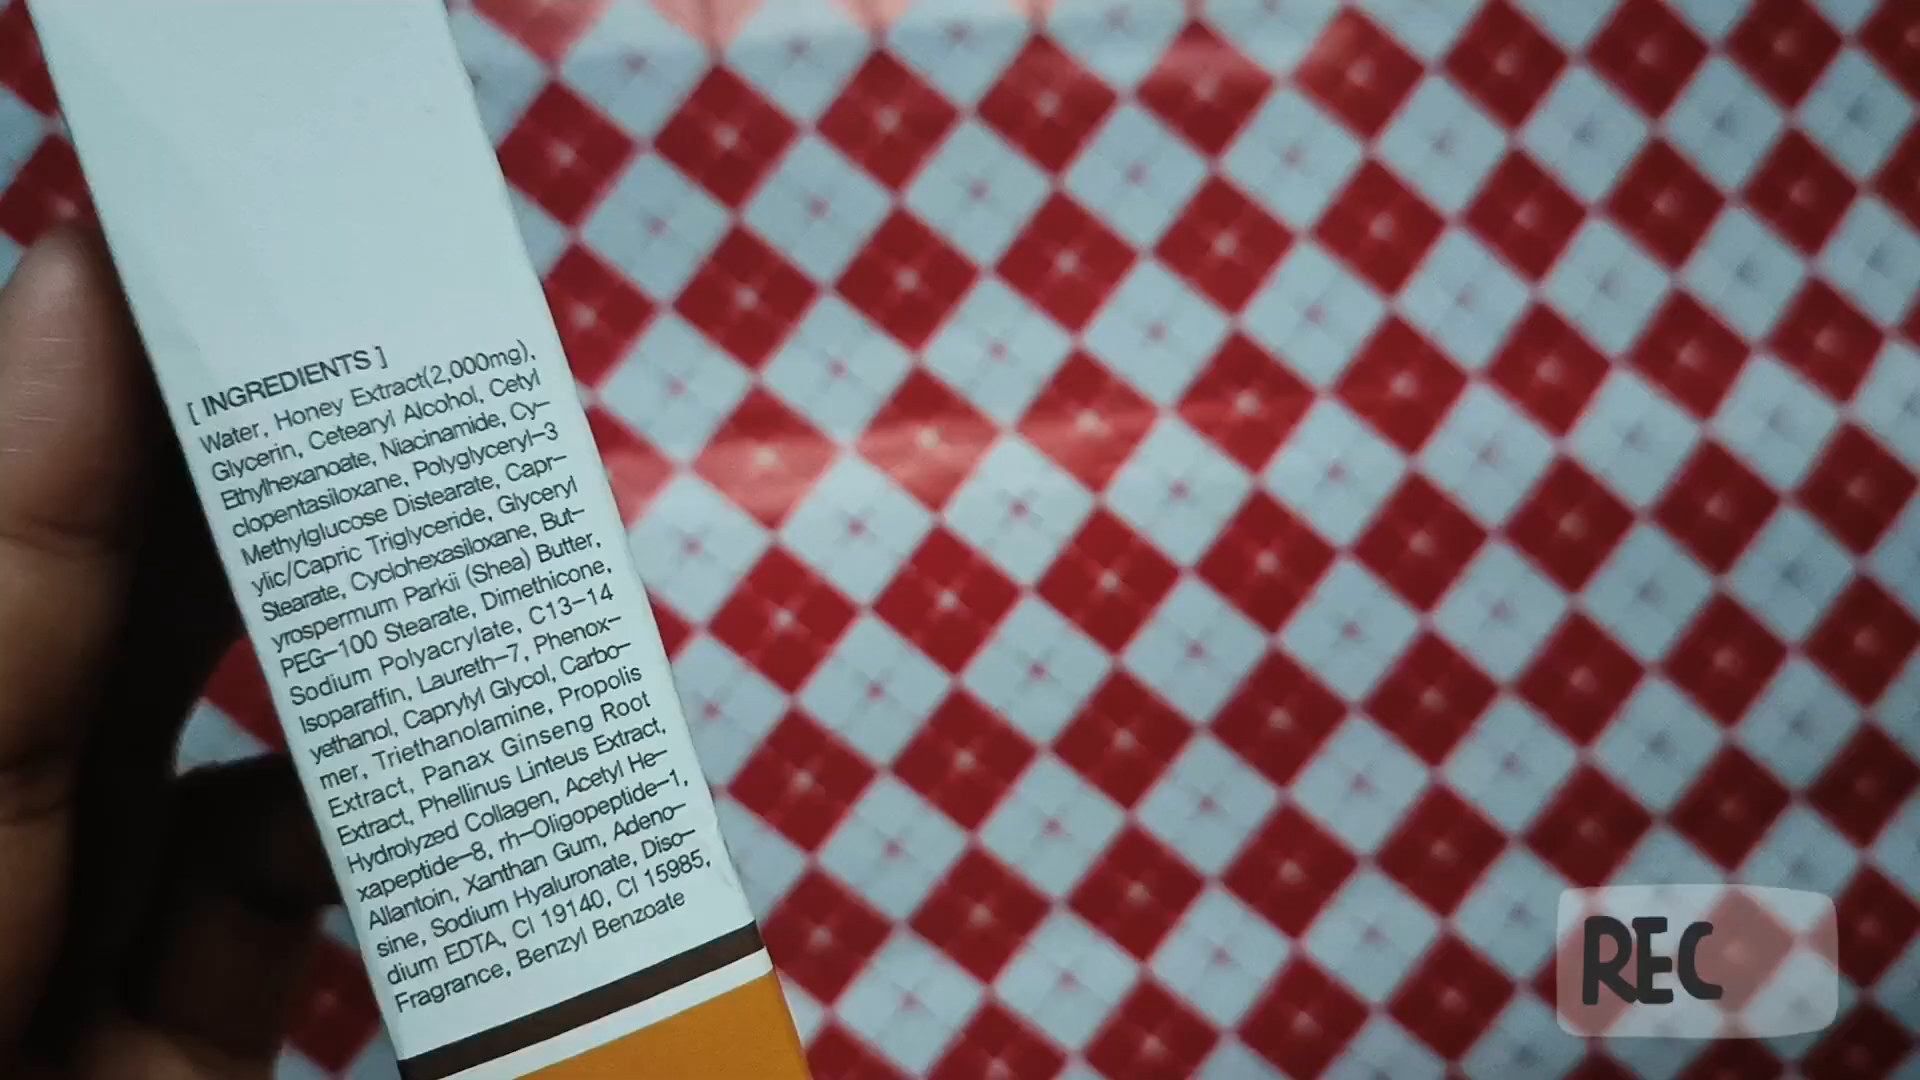 [ INGREDIENTS ]
Water, Honey Extract(2,000mg),
Glycerin, Cetearyl Alcohol, Cetyl
Ethylhexanoate, Niacinamide, Cy-
clopentasiloxane, Polyglyceryl-3
Methylglucose Distearate, Capr-
ylic/Capric Triglyceride, Glyceryl
Stearate, Cyclohexasiloxane, But-
yrospermum Parkii (Shea) Butter,
PEG-100 Stearate, Dimethicone,
Sodium Polyacrylate, C13-14
Isoparaffin, Laureth-7, Phenox-
yethanol, Caprylyl Glycol, Carbo-
mer, Triethanolamine, Propolis
Extract, Panax Ginseng Root
Extract, Phellinus Linteus Extract,
Hydrolyzed Collagen, Acetyl He-
xapeptide-8, rh-Oligopeptide-1,
Allantoin, Xanthan Gum, Adeno-
sine, Sodium Hyaluronate, Diso-
dium EDTA, CI 19140, CI 15985,
Fragrance, Benzyl Benzoate
REC